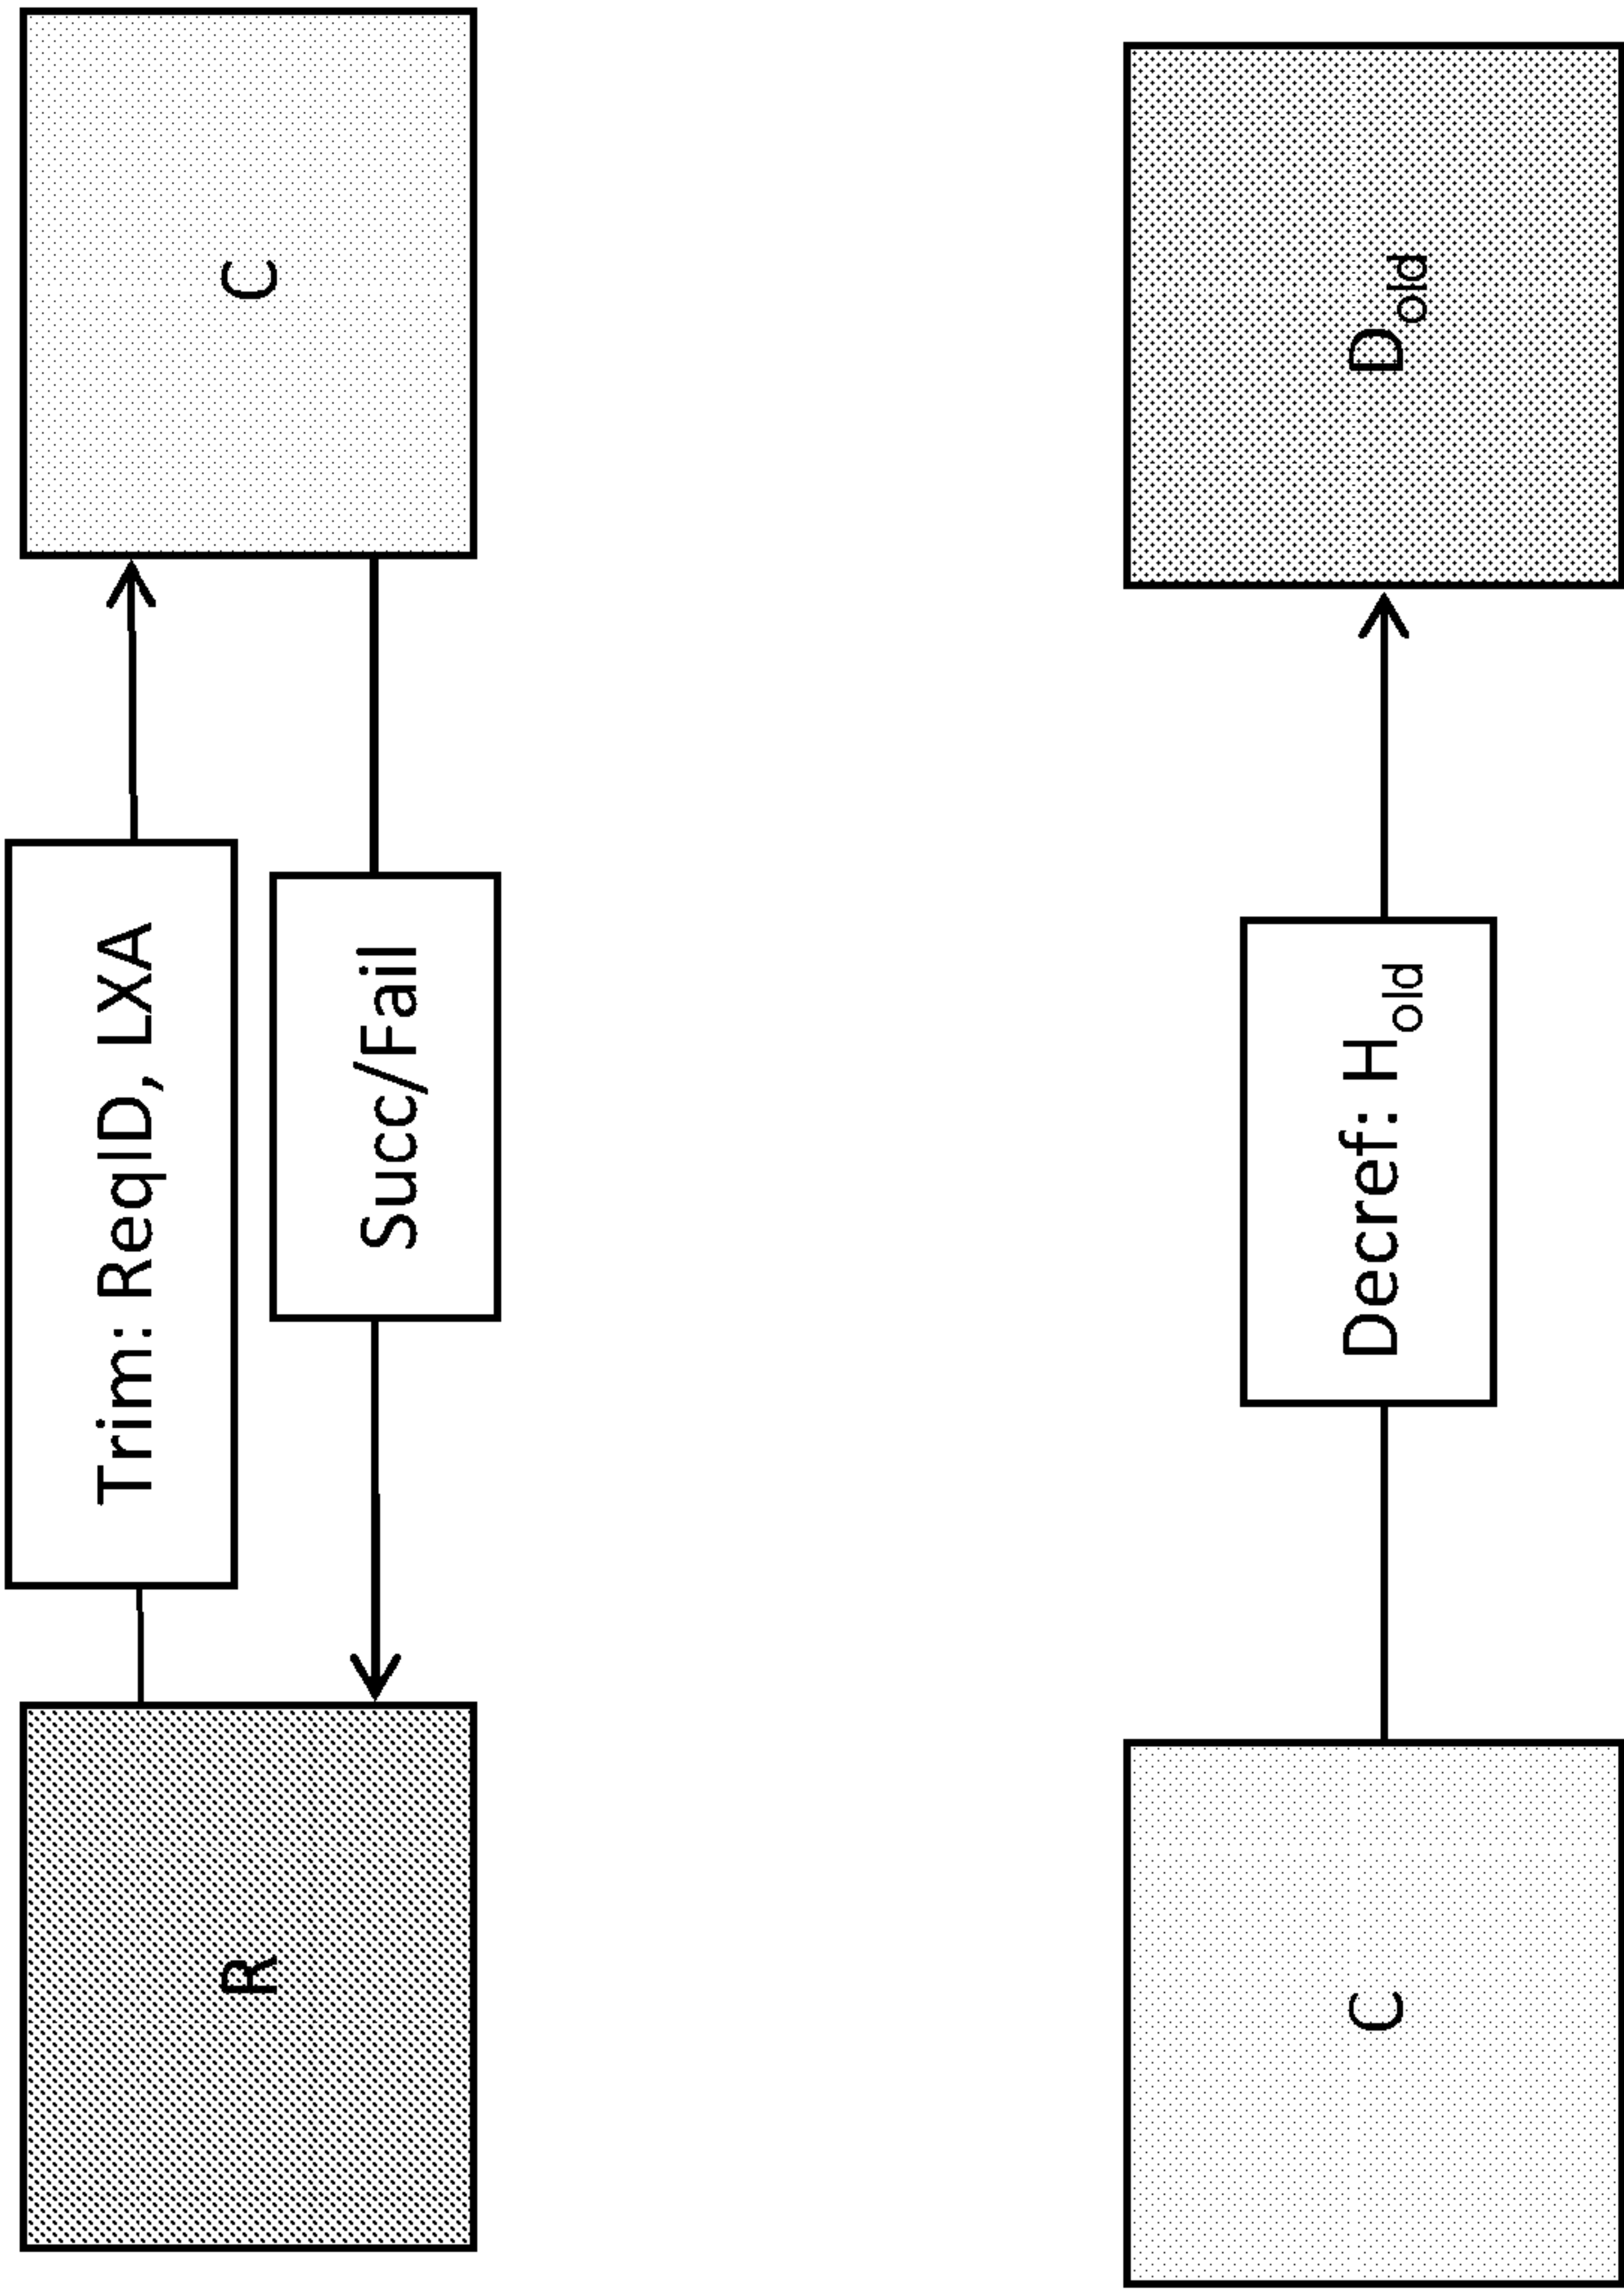 R
Trim: ReqID, LXA
Succ/Fail
C
C
Decref: Hold
Dold